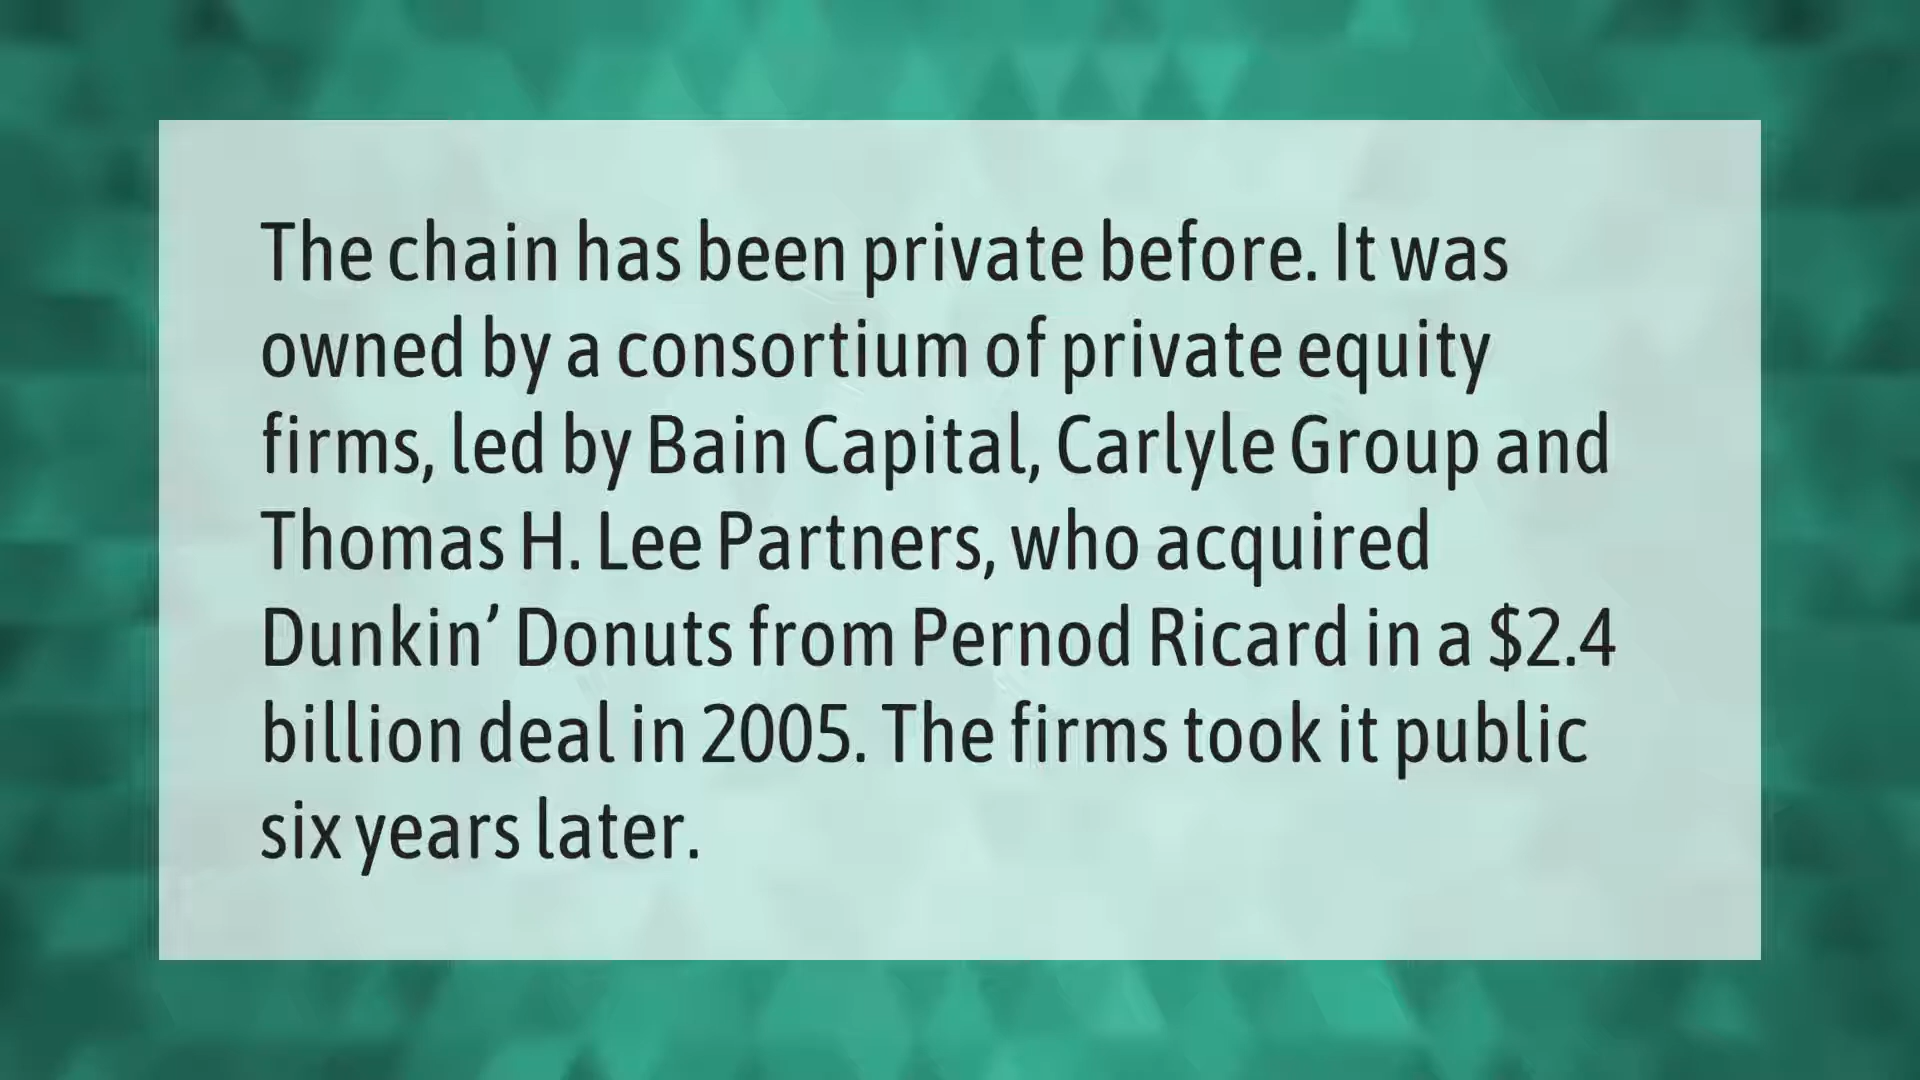 The chain has been private before. It was
owned by a consortium of private equity
firms, led by Bain Capital, Carlyle Group and
Thomas H. Lee Partners, who acquired
Dunkin’ Donuts from Pernod Ricard in a $2.4
billion deal in 2005. The firms took it public
six years later.